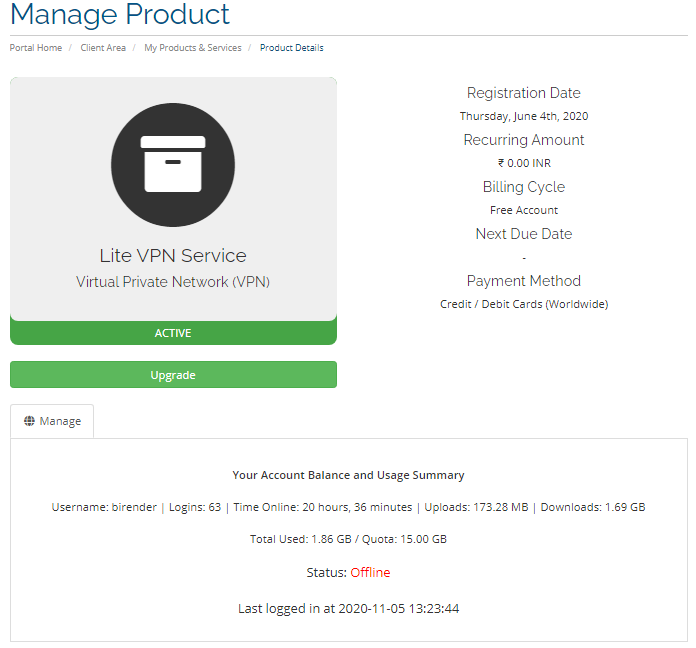 Manage Product
Portal Home / Client Area / My Products & Services / Product Details
Lite VPN Service
Virtual Private Network (VPN)
ACTIVE
Upgrade
Registration Date
Thursday, June 4th, 2020
Recurring Amount
₹ 0.00 INR
Billing Cycle
Free Account
Next Due Date
-
Payment Method
Credit / Debit Cards (Worldwide)
Manage
Your Account Balance and Usage Summary
Username: birender | Logins: 63 | Time Online: 20 hours, 36 minutes | Uploads: 173.28 MB | Downloads: 1.69 GB
Total Used: 1.86 GB / Quota: 15.00 GB
Status: Offline
Last logged in at 2020-11-05 13:23:44